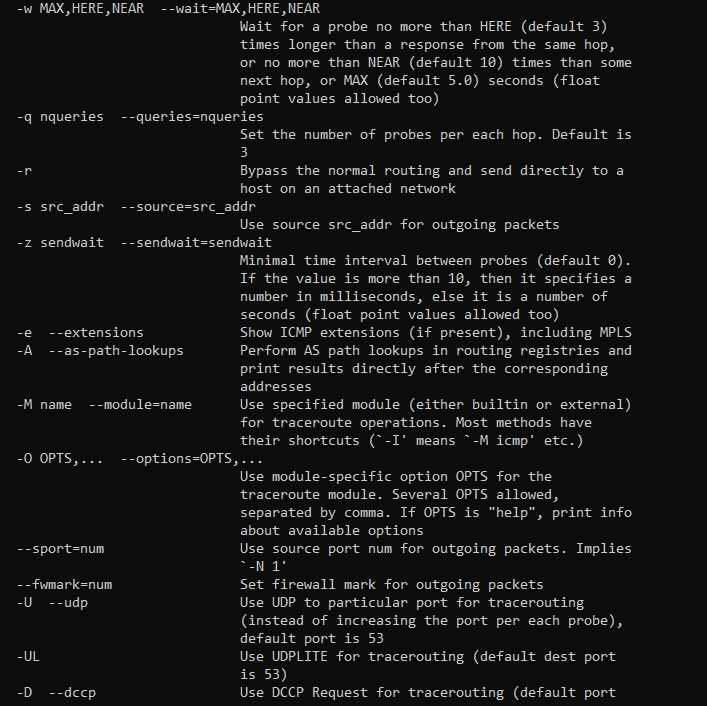 -w MAX,HERE,NEAR  --wait=MAX,HERE,NEAR
Wait for a probe no more than HERE (default 3)
times longer than a response from the same hop,
or no more than NEAR (default 10) times than some
next hop, or MAX (default 5.0) seconds (float
point values allowed too)
-q nqueries  --queries=nqueries
Set the number of probes per each hop. Default is
3
-r                          Bypass the normal routing and send directly to a
host on an attached network
-s src_addr  --source=src_addr
Use source src_addr for outgoing packets
-z sendwait  --sendwait=sendwait
Minimal time interval between probes (default 0).
If the value is more than 10, then it specifies a
number in milliseconds, else it is a number of
seconds (float point values allowed too)
-e  --extensions            Show ICMP extensions (if present), including MPLS
-A  --as-path-lookups       Perform AS path lookups in routing registries and
print results directly after the corresponding
addresses
-M name  --module=name      Use specified module (either builtin or external)
for traceroute operations. Most methods have
their shortcuts (`-I' means `-M icmp' etc.)
-O OPTS,...  --options=OPTS,...
Use module-specific option OPTS for the
traceroute module. Several OPTS allowed,
separated by comma. If OPTS is "help", print info
about available options
--sport=num                 Use source port num for outgoing packets. Implies
`-N 1'
--fwmark=num                Set firewall mark for outgoing packets
-U  --udp                   Use UDP to particular port for tracerouting
(instead of increasing the port per each probe),
default port is 53
-UL                         Use UDPLITE for tracerouting (default dest port
is 53)
-D  --dccp                  Use DCCP Request for tracerouting (default port